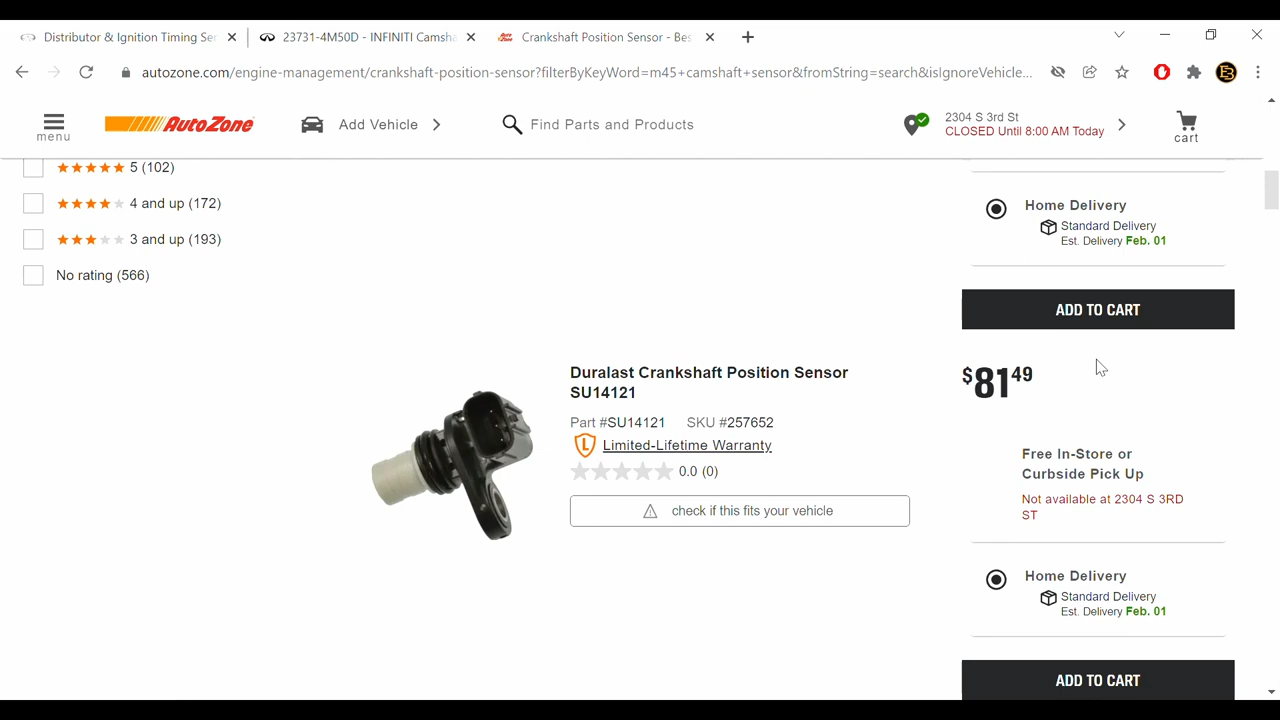 Distributor & Ignition Timing Ser
23731-4M50D - INFINITI Camsha
Crankshaft Position Sensor - Bes
autozone.com/engine-management/crankshaft-position-sensor?filterByKeyWord=m45+camshaft+sensor&fromString=search&isIgnoreVehicle...
menu
AutoZone
Add Vehicle
Find Parts and Products
2304 S 3rd St
CLOSED Until 8:00 AM Today
cart
5 (102)
4 and up (172)
3 and up (193)
No rating (566)
Home Delivery
Standard Delivery
Est. Delivery Feb. 01
ADD TO CART
Duralast Crankshaft Position Sensor
SU14121
Part #SU14121 SKU #257652
Limited-Lifetime Warranty
0.0 (0)
check if this fits your vehicle
$81 49
Free In-Store or
Curbside Pick Up
Not available at 2304 S 3RD
ST
Home Delivery
Standard Delivery
Est. Delivery Feb. 01
ADD TO CART